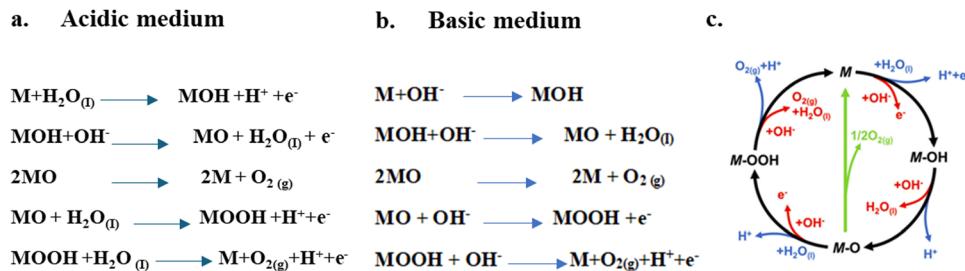 a. Acidic medium
M+H₂O₍ₗ₎ → MOH +H⁺ +e⁻
MOH+OH⁻ → MO + H₂O₍ₗ₎ + e⁻
2MO → 2M + O₂ ₍g₎
MO + H₂O₍ₗ₎ → MOOH +H⁺+e⁻
MOOH +H₂O ₍ₗ₎ → M+O₂₍g₎+H⁺+e⁻
b. Basic medium
M+OH⁻ → MOH
MOH+OH⁻ → MO + H₂O₍ₗ₎
2MO → 2M + O₂ ₍g₎
MO + OH⁻ → MOOH +e⁻
MOOH + OH⁻ → M+O₂₍g₎+H⁺+e⁻
c.
M
+H₂O₍ₗ₎
H⁺+e
+OH⁻
e⁻
M-OH
+OH⁻
H₂O₍ₗ₎
H⁺
M-O
1/2O₂₍g₎
+H₂O₍ₗ₎
H⁺
+OH⁻
e⁻
M-OOH
+OH⁻
O₂₍g₎
+H₂O₍ₗ₎
O₂₍g₎+H⁺